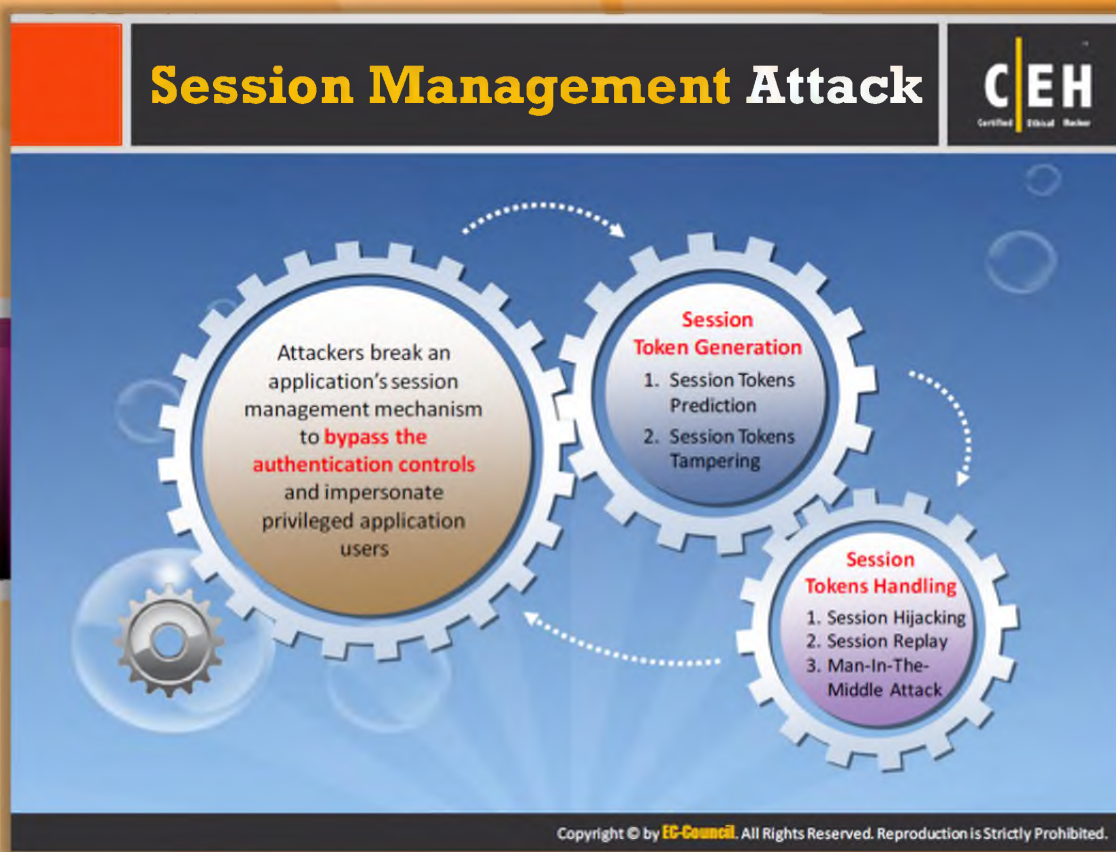 Session Management Attack
CEH
Certified Ethical Hacker
Attackers break an
application's session
management mechanism
to bypass the
authentication controls
and impersonate
privileged application
users
Session
Token Generation
1. Session Tokens
Prediction
2. Session Tokens
Tampering
Session
Tokens Handling
1. Session Hijacking
2. Session Replay
3. Man-In-The-
Middle Attack
Copyright © by EC-Council. All Rights Reserved. Reproduction is Strictly Prohibited.